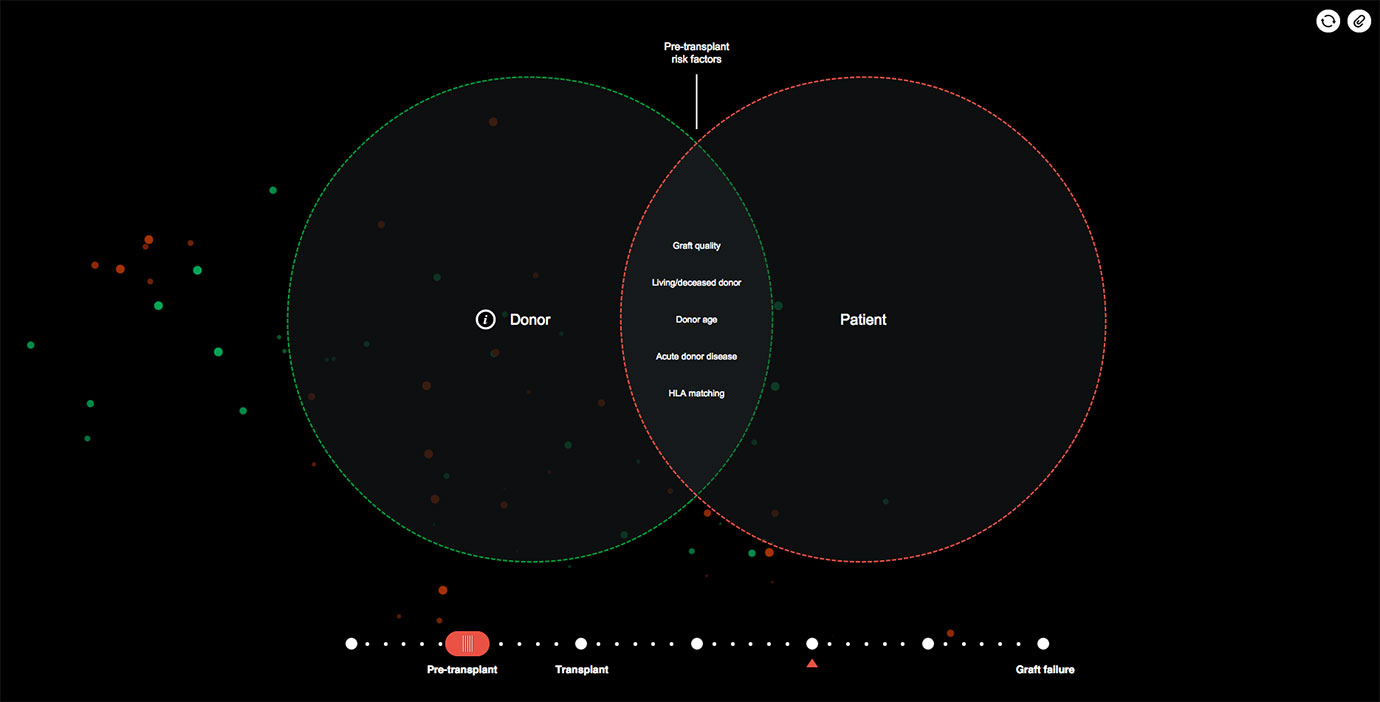 Pre-transplant
risk factors
Graft quality
Living/deceased donor
i Donor
Donor age
Patient
Acute donor disease
HLA matching
Pre-transplant
Transplant
Graft failure